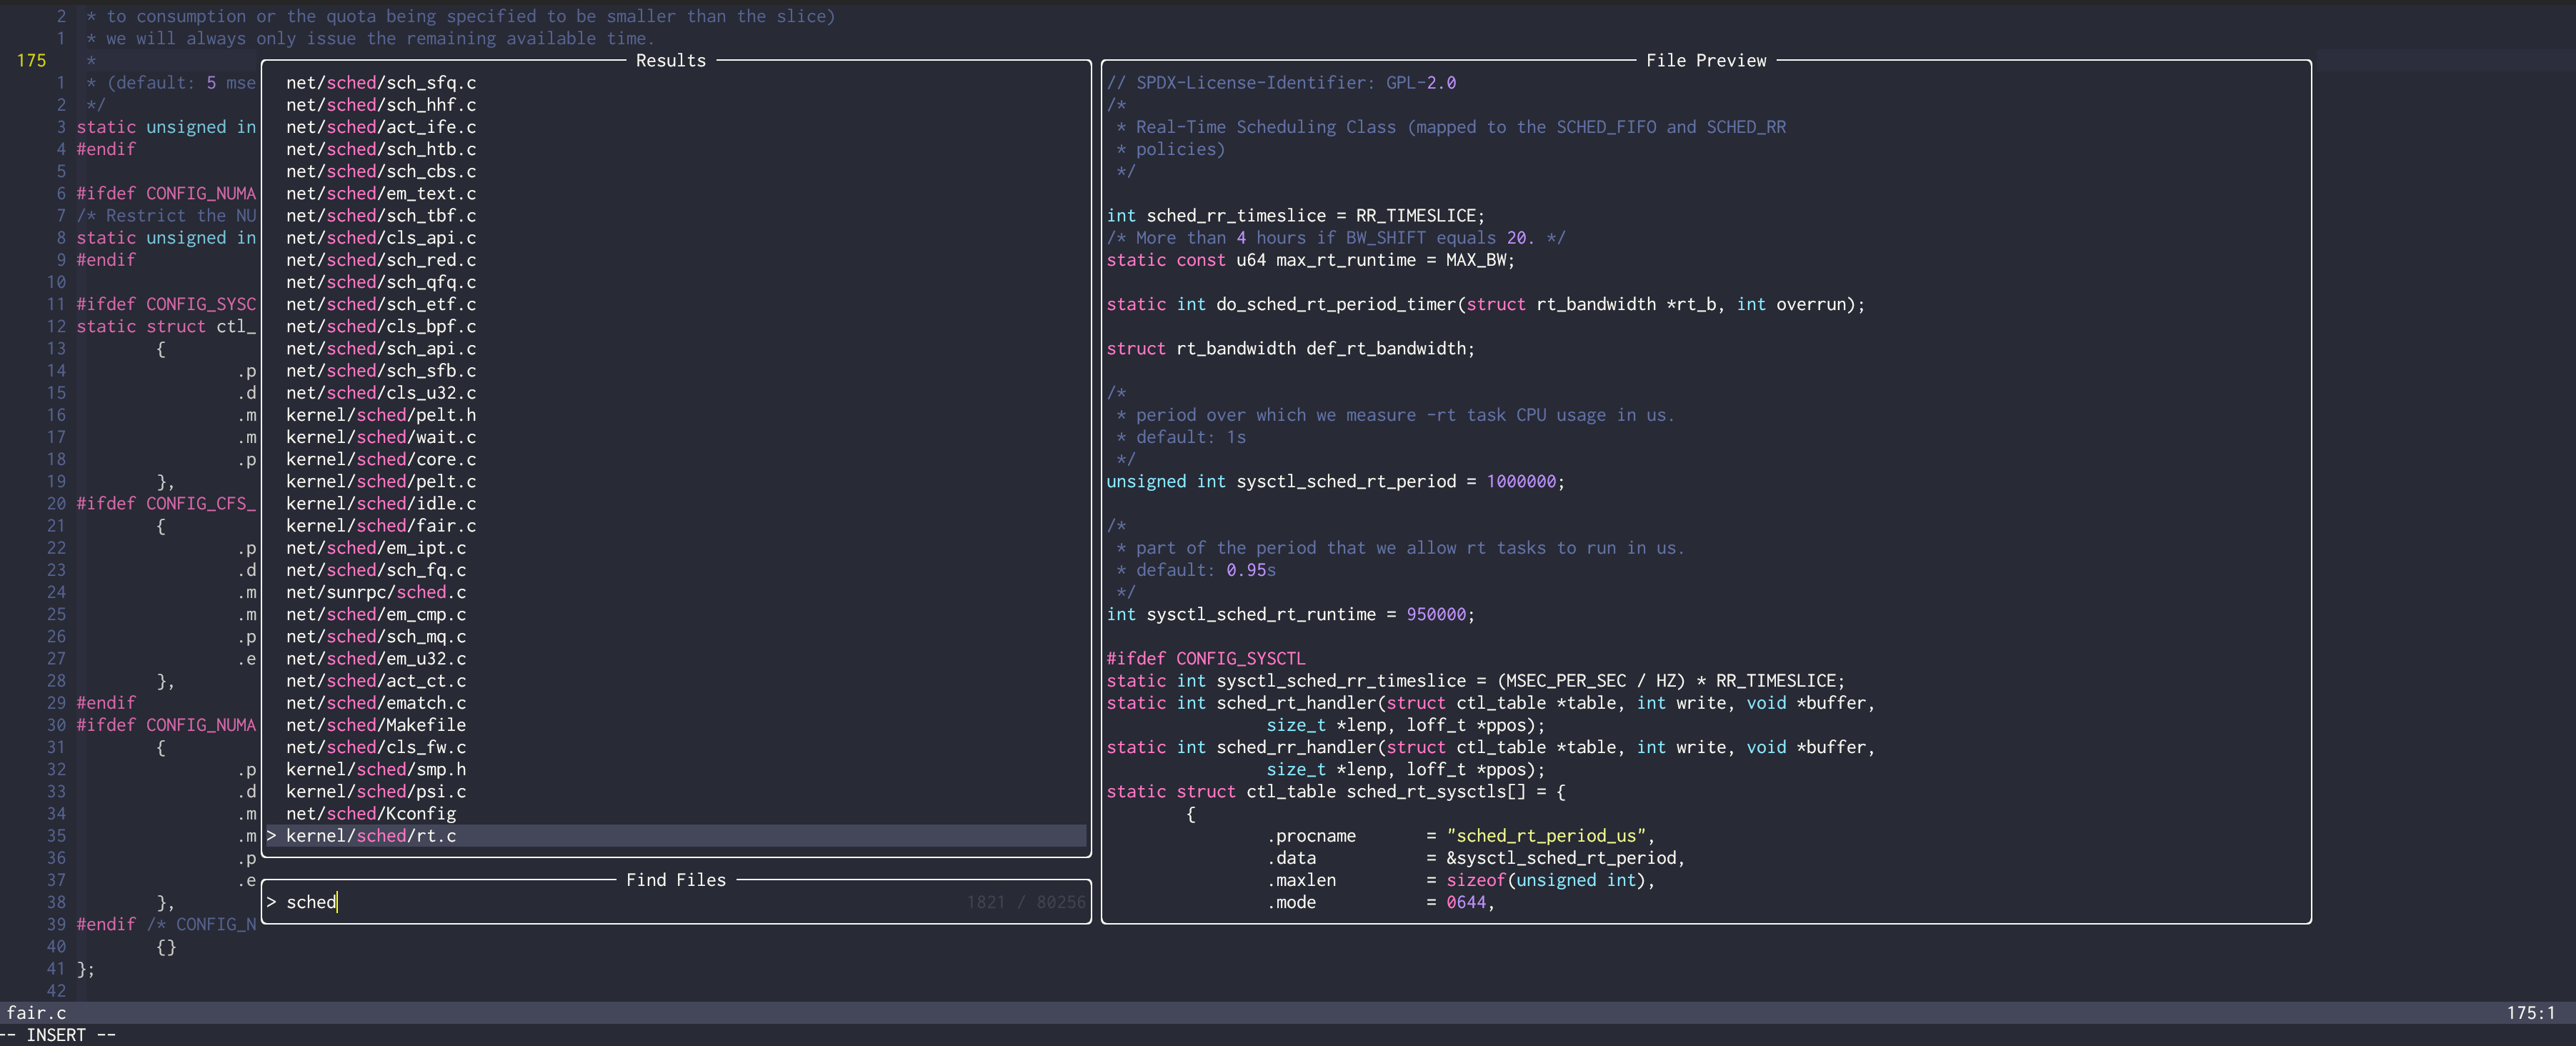 2  * to consumption or the quota being specified to be smaller than the slice)
1  * we will always only issue the remaining available time.
175    *
1  * (default: 5 mse
2  */
3 static unsigned in
4 #endif
5
6 #ifdef CONFIG_NUMA
7 /* Restrict the NU
8 static unsigned in
9 #endif
10
11 #ifdef CONFIG_SYSC
12 static struct ctl_
13         {
14                 .p
15                 .d
16                 .m
17                 .m
18                 .p
19         },
20 #ifdef CONFIG_CFS_
21         {
22                 .p
23                 .d
24                 .m
25                 .m
26                 .p
27                 .e
28         },
29 #endif
30 #ifdef CONFIG_NUMA
31         {
32                 .p
33                 .d
34                 .m
35                 .m
36                 .p
37                 .e
38         },
39 #endif /* CONFIG_N
40         {}
41 };
42
Results
net/sched/sch_sfq.c
net/sched/sch_hhf.c
net/sched/act_ife.c
net/sched/sch_htb.c
net/sched/sch_cbs.c
net/sched/em_text.c
net/sched/sch_tbf.c
net/sched/cls_api.c
net/sched/sch_red.c
net/sched/sch_qfq.c
net/sched/sch_etf.c
net/sched/cls_bpf.c
net/sched/sch_api.c
net/sched/sch_sfb.c
net/sched/cls_u32.c
kernel/sched/pelt.h
kernel/sched/wait.c
kernel/sched/core.c
kernel/sched/pelt.c
kernel/sched/idle.c
kernel/sched/fair.c
net/sched/em_ipt.c
net/sched/sch_fq.c
net/sunrpc/sched.c
net/sched/em_cmp.c
net/sched/sch_mq.c
net/sched/em_u32.c
net/sched/act_ct.c
net/sched/ematch.c
net/sched/Makefile
net/sched/cls_fw.c
kernel/sched/smp.h
kernel/sched/psi.c
net/sched/Kconfig
> kernel/sched/rt.c
Find Files
> sched 1821 / 80256
File Preview
// SPDX-License-Identifier: GPL-2.0
/*
 * Real-Time Scheduling Class (mapped to the SCHED_FIFO and SCHED_RR
 * policies)
 */
int sched_rr_timeslice = RR_TIMESLICE;
/* More than 4 hours if BW_SHIFT equals 20. */
static const u64 max_rt_runtime = MAX_BW;
static int do_sched_rt_period_timer(struct rt_bandwidth *rt_b, int overrun);
struct rt_bandwidth def_rt_bandwidth;
/*
 * period over which we measure -rt task CPU usage in us.
 * default: 1s
 */
unsigned int sysctl_sched_rt_period = 1000000;
/*
 * part of the period that we allow rt tasks to run in us.
 * default: 0.95s
 */
int sysctl_sched_rt_runtime = 950000;
#ifdef CONFIG_SYSCTL
static int sysctl_sched_rr_timeslice = (MSEC_PER_SEC / HZ) * RR_TIMESLICE;
static int sched_rt_handler(struct ctl_table *table, int write, void *buffer,
                size_t *lenp, loff_t *ppos);
static int sched_rr_handler(struct ctl_table *table, int write, void *buffer,
                size_t *lenp, loff_t *ppos);
static struct ctl_table sched_rt_sysctls[] = {
        {
                .procname       = "sched_rt_period_us",
                .data           = &sysctl_sched_rt_period,
                .maxlen         = sizeof(unsigned int),
                .mode           = 0644,
fair.c 175:1
-- INSERT --